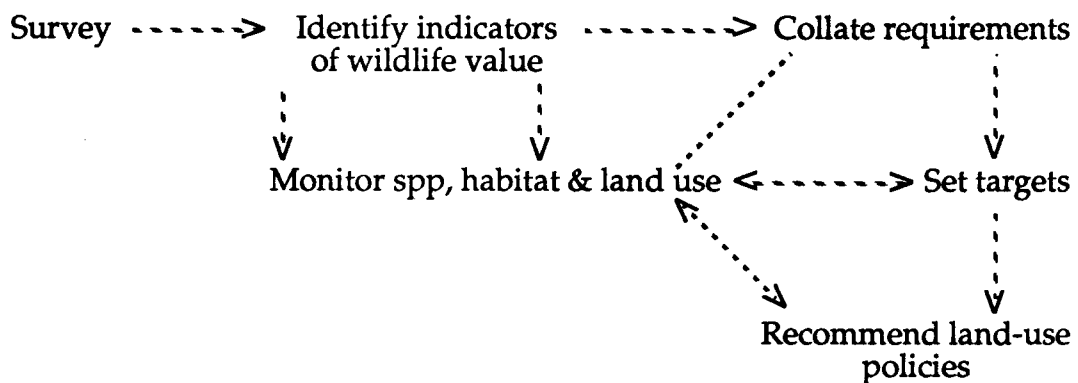 Survey
Identify indicators
of wildlife value
Collate requirements
Monitor spp, habitat & land use
Set targets
Recommend land-use
policies